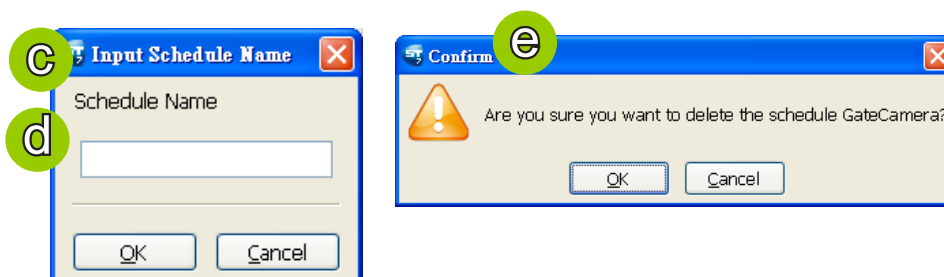 c
Input Schedule Name
Schedule Name
d
OK
Cancel
e
Confirm
Are you sure you want to delete the schedule GateCamera?
OK
Cancel